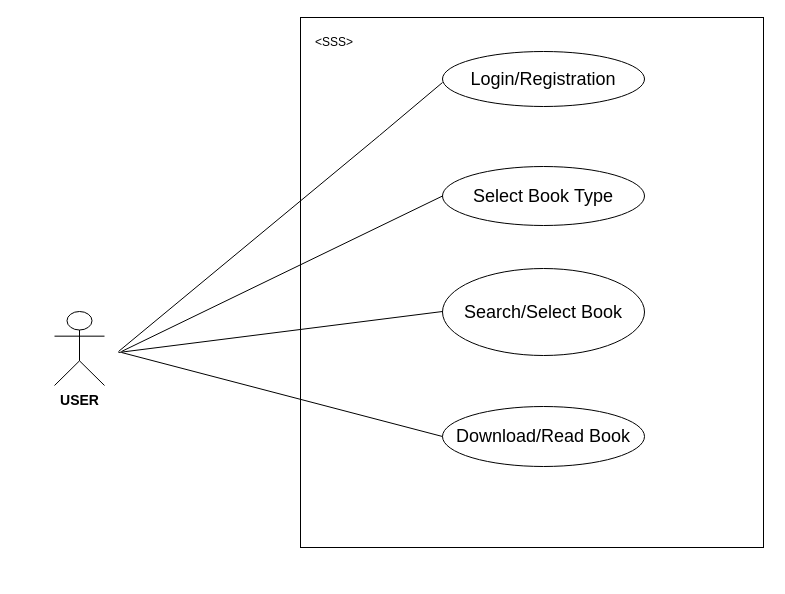 <SSS>
Login/Registration
Select Book Type
Search/Select Book
USER
Download/Read Book